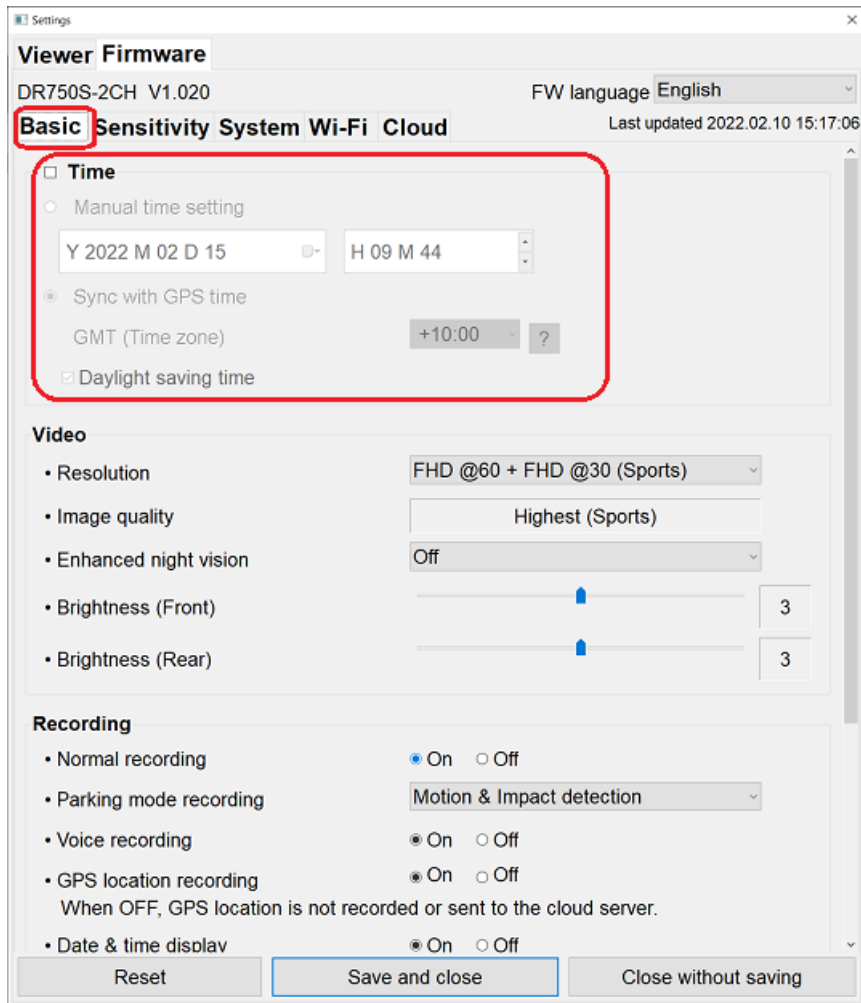 Settings
Viewer Firmware
DR750S-2CH V1.020 FW language English
Basic Sensitivity System Wi-Fi Cloud Last updated 2022.02.10 15:17:06
Time
Manual time setting
Y 2022 M 02 D 15 H 09 M 44
Sync with GPS time
GMT (Time zone) +10:00 ?
Daylight saving time
Video
• Resolution FHD @60 + FHD @30 (Sports)
• Image quality Highest (Sports)
• Enhanced night vision Off
• Brightness (Front) 3
• Brightness (Rear) 3
Recording
• Normal recording On Off
• Parking mode recording Motion & Impact detection
• Voice recording On Off
• GPS location recording On Off
When OFF, GPS location is not recorded or sent to the cloud server.
• Date & time display On Off
Reset Save and close Close without saving